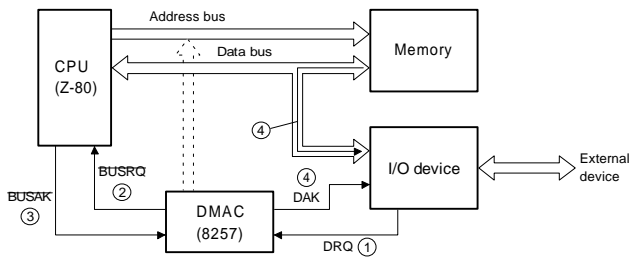 Address bus
Data bus
CPU
(Z-80)
Memory
④
I/O device
External
device
BUSRQ
②
BUSAK
③
④
DAK
DMAC
(8257)
DRQ ①